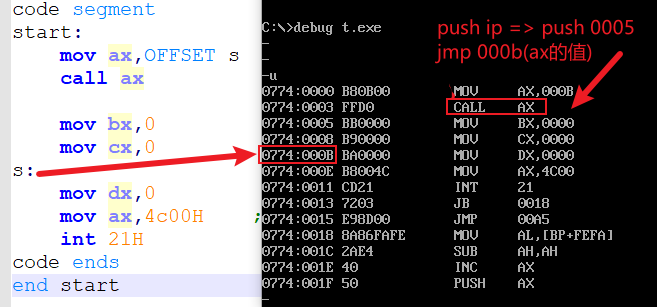 code segment
start:
mov ax,OFFSET s
call ax
mov bx,0
mov cx,0
s:
mov dx,0
mov ax,4c00H ;
int 21H
code ends
end start
C:\>debug t.exe
-
-
-u
0774:0000 B80B00 MOV AX,000B
0774:0003 FFD0 CALL AX
0774:0005 BB0000 MOV BX,0000
0774:0008 B90000 MOV CX,0000
0774:000B BA0000 MOV DX,0000
0774:000E B8004C MOV AX,4C00
0774:0011 CD21 INT 21
0774:0013 7203 JB 0018
0774:0015 E98D00 JMP 00A5
0774:0018 8A86FAFE MOV AL,[BP+FEFA]
0774:001C 2AE4 SUB AH,AH
0774:001E 40 INC AX
0774:001F 50 PUSH AX
-
push ip => push 0005
jmp 000b(ax的值)